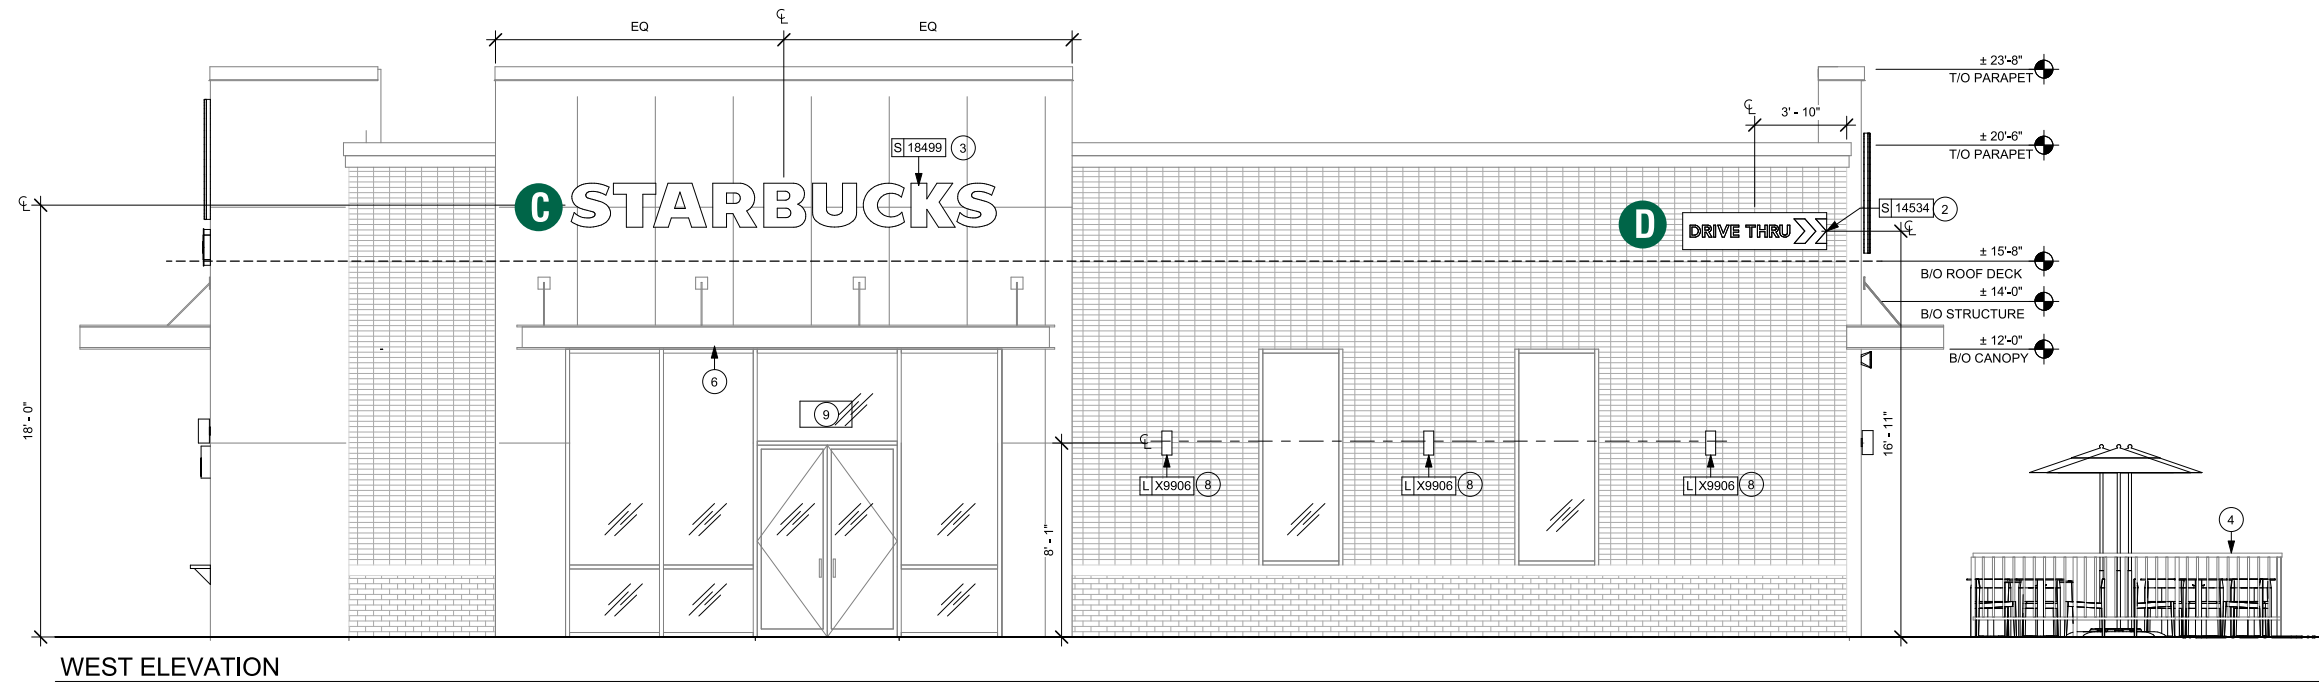 ℄
EQ
EQ
± 23'-8"
T/O PARAPET
℄
3' - 10"
± 20'-6"
T/O PARAPET
S 18499 3
℄
C STARBUCKS
S 14534 2
D DRIVE THRU
℄
± 15'-8"
B/O ROOF DECK
± 14'-0"
B/O STRUCTURE
± 12'-0"
B/O CANOPY
6
9
18' - 0"
℄
16' - 11"
L X9906 8
L X9906 8
L X9906 8
8' - 1"
4
WEST ELEVATION